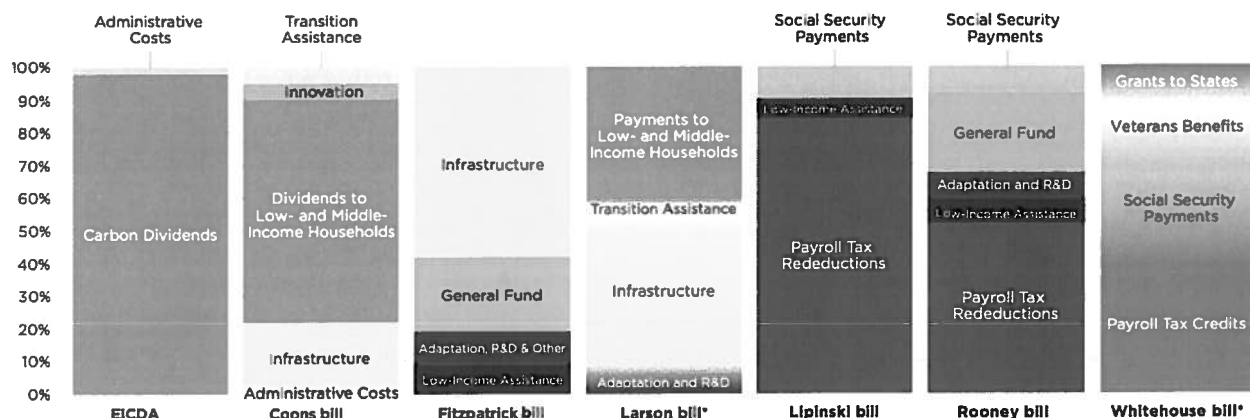 Administrative
Costs
Transition
Assistance
Social Security
Payments
Social Security
Payments
100%
90%
80%
70%
60%
50%
40%
30%
20%
10%
0%
Carbon Dividends
EICDA
Innovation
Dividends to
Low- and Middle-
Income Households
Infrastructure
Administrative Costs
Coons bill
Infrastructure
General Fund
Adaptation, R&D & Other
Low-Income Assistance
Fitzpatrick bill
Payments to
Low- and Middle-
Income Households
Transition Assistance
Infrastructure
Adaptation and R&D
Larson bill*
Low-Income Assistance
Payroll Tax
Rededuc­tions
Lipinski bill
General Fund
Adaptation and R&D
Low-Income Assistance
Payroll Tax
Rededuc­tions
Rooney bill
Grants to States
Veterans Benefits
Social Security
Payments
Payroll Tax Credits
Whitehouse bill*